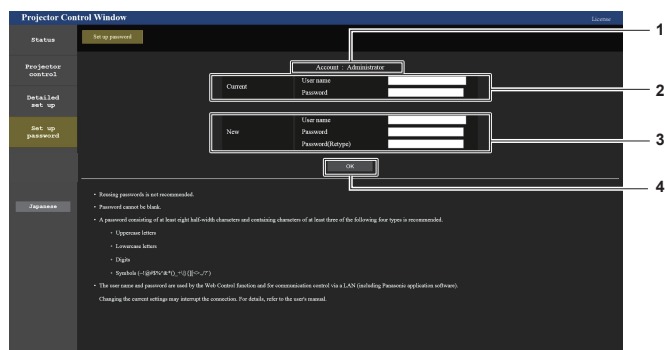 Projector Control Window
License
1
Status
Set up password
Projector
control
Account : Administrator
Current
User name
Password
2
Detailed
set up
Set up
password
New
User name
Password
Password(Retype)
3
OK
4
Japanese
• Reusing passwords is not recommended.
• Password cannot be blank.
• A password consisting of at least eight half-width characters and containing characters of at least three of the following four types is recommended.
• Uppercase letters
• Lowercase letters
• Digits
• Symbols
• The user name and password are used by the Web Control function and for communication control via a LAN (including Panasonic application software).
Changing the current settings may interrupt the connection. For details, refer to the user's manual.